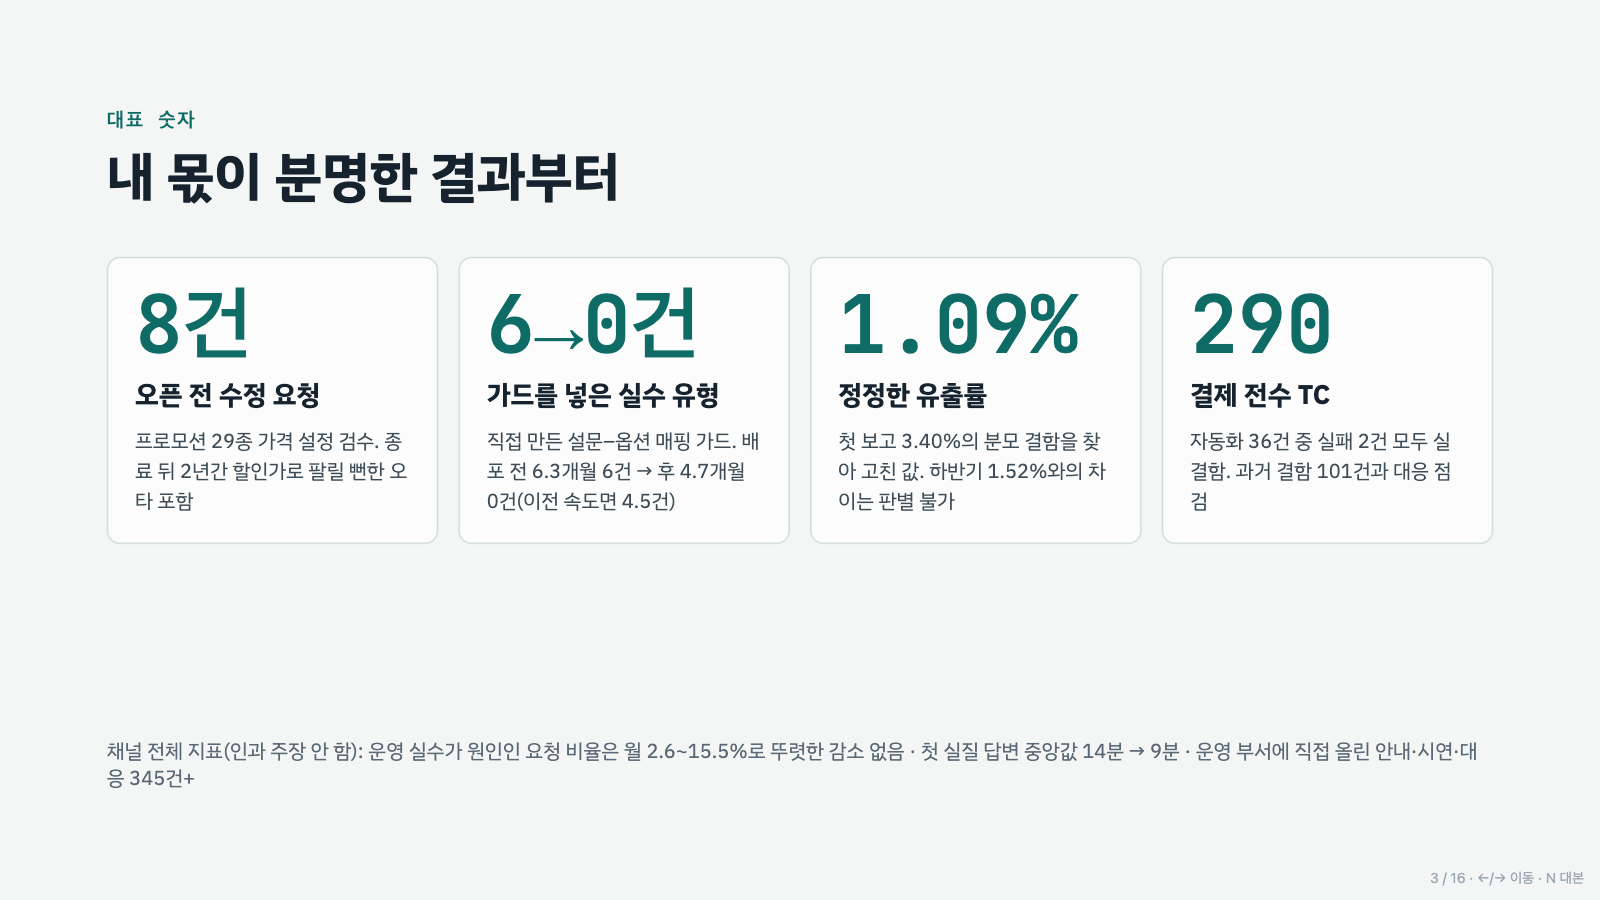 대표 숫자
내 몫이 분명한 결과부터
8건
오픈 전 수정 요청
프로모션 29종 가격 설정 검수. 종
료 뒤 2년간 할인가로 팔릴 뻔한 오
타 포함
6→0건
가드를 넣은 실수 유형
직접 만든 설문–옵션 매핑 가드. 배
포 전 6.3개월 6건 → 후 4.7개월
0건(이전 속도면 4.5건)
1.09%
정정한 유출률
첫 보고 3.40%의 분모 결함을 찾
아 고친 값. 하반기 1.52%와의 차
이는 판별 불가
290
결제 전수 TC
자동화 36건 중 실패 2건 모두 실
결함. 과거 결함 101건과 대응 점
검
채널 전체 지표(인과 주장 안 함): 운영 실수가 원인인 요청 비율은 월 2.6~15.5%로 뚜렷한 감소 없음 · 첫 실질 답변 중앙값 14분 → 9분 · 운영 부서에 직접 올린 안내·시연·대
응 345건+
3 / 16 · ←/→ 이동 · N 대본